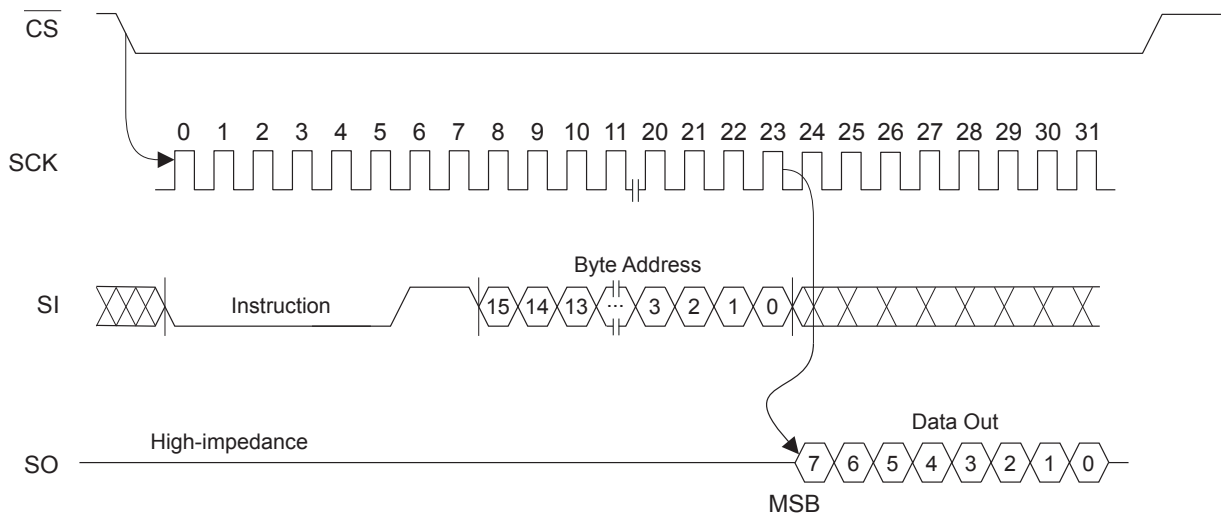 CS
0 1 2 3 4 5 6 7 8 9 10 11 20 21 22 23 24 25 26 27 28 29 30 31
SCK
Byte Address
SI
Instruction
15 14 13 ... 3 2 1 0
Data Out
High-impedance
SO
7 6 5 4 3 2 1 0
MSB